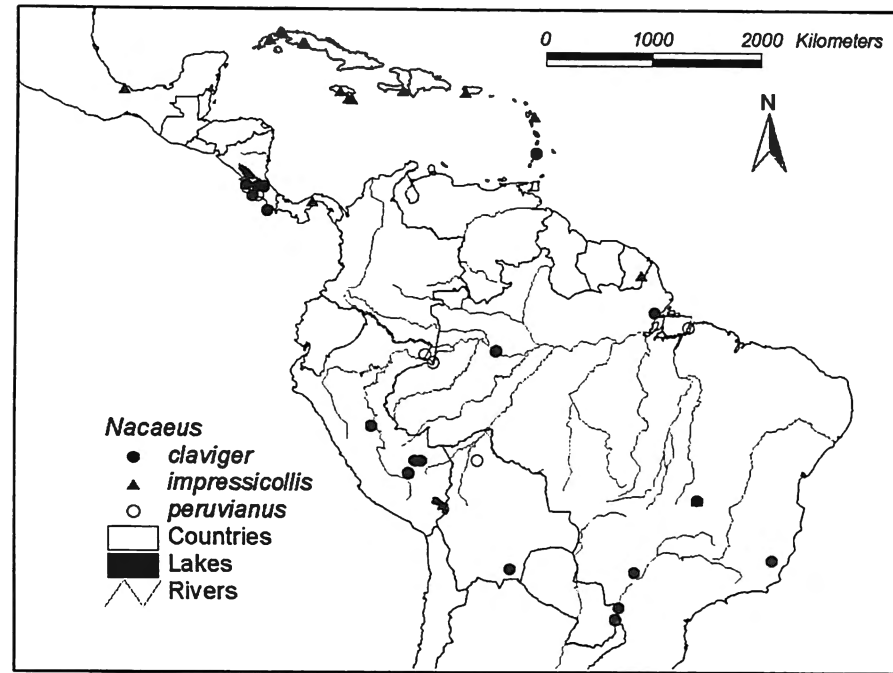 0 1000 2000 Kilometers
N
Nacaeus
claviger
impressicollis
peruvianus
Countries
Lakes
Rivers